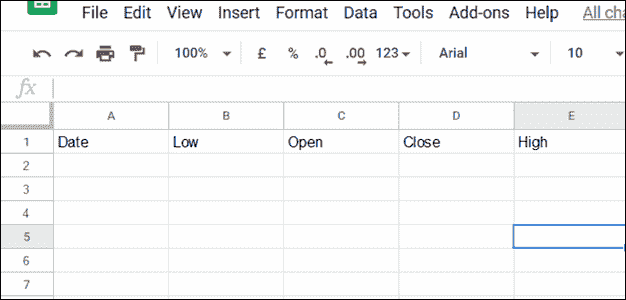 File Edit View Insert Format Data Tools Add-ons Help All cha
100% £ % .0 .00 123 Arial 10
fx
A B C D E
1 Date Low Open Close High
2
3
4
5
6
7